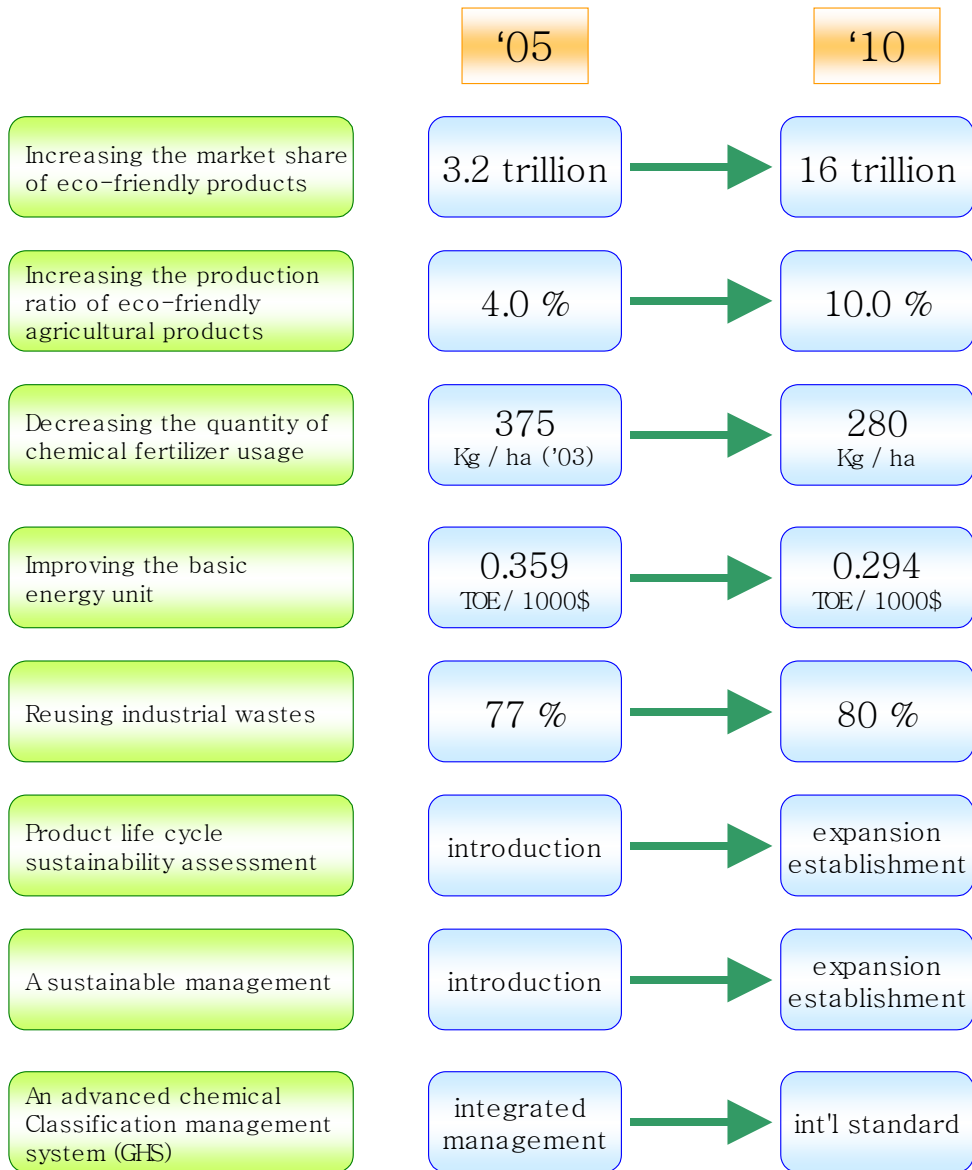 ‘05
‘10
Increasing the market share
of eco-friendly products
3.2 trillion
16 trillion
Increasing the production
ratio of eco-friendly
agricultural products
4.0 %
10.0 %
Decreasing the quantity of
chemical fertilizer usage
375
Kg / ha (’03)
280
Kg / ha
Improving the basic
energy unit
0.359
TOE / 1000$
0.294
TOE / 1000$
Reusing industrial wastes
77 %
80 %
Product life cycle
sustainability assessment
introduction
expansion
establishment
A sustainable management
introduction
expansion
establishment
An advanced chemical
Classification management
system (GHS)
integrated
management
int'l standard